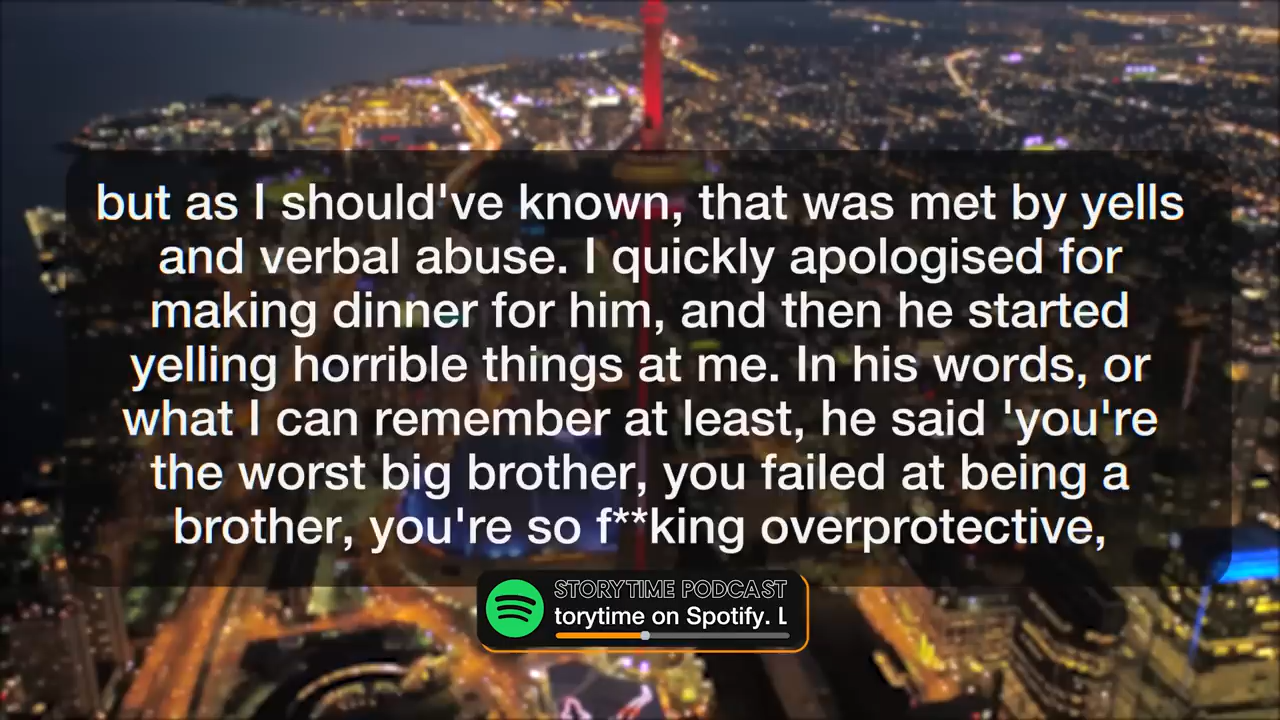 but as I should've known, that was met by yells
and verbal abuse. I quickly apologised for
making dinner for him, and then he started
yelling horrible things at me. In his words, or
what I can remember at least, he said 'you're
the worst big brother, you failed at being a
brother, you're so f**king overprotective,
STORYTIME PODCAST
torytime on Spotify. L